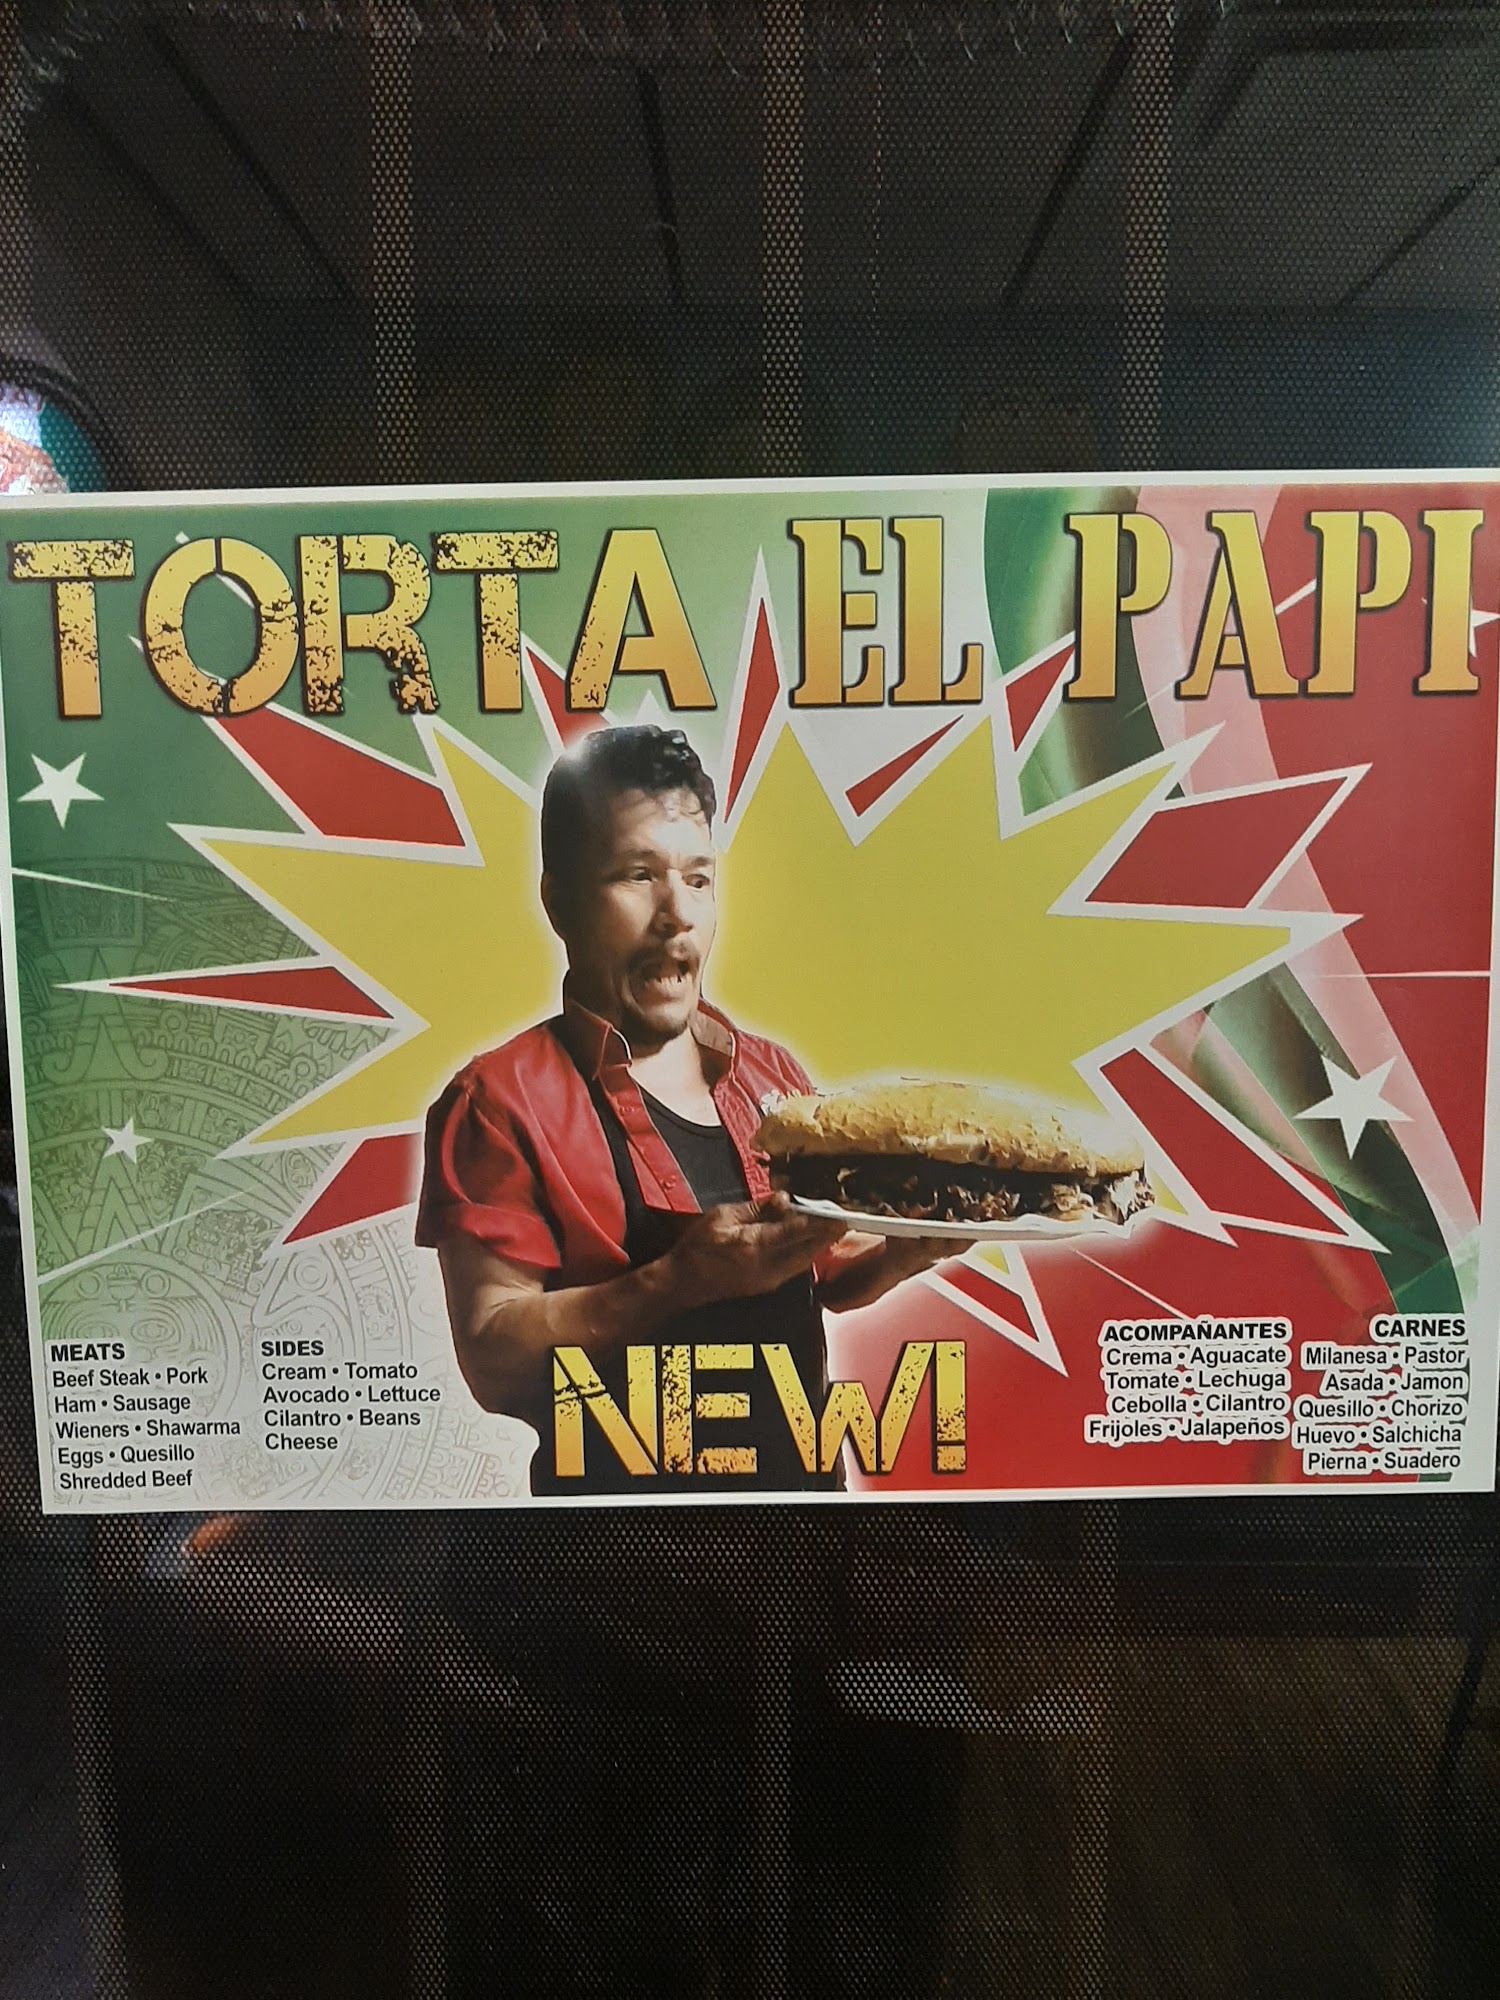 TORTA EL PAPI
MEATS
Beef Steak • Pork
Ham • Sausage
Wieners • Shawarma
Eggs • Quesillo
Shredded Beef
SIDES
Cream • Tomato
Avocado • Lettuce
Cilantro • Beans
Cheese
NEW!
ACOMPAÑANTES
Crema • Aguacate
Tomate • Lechuga
Cebolla • Cilantro
Frijoles • Jalapeños
CARNES
Milanesa • Pastor
Asada • Jamon
Quesillo • Chorizo
Huevo • Salchicha
Pierna • Suadero